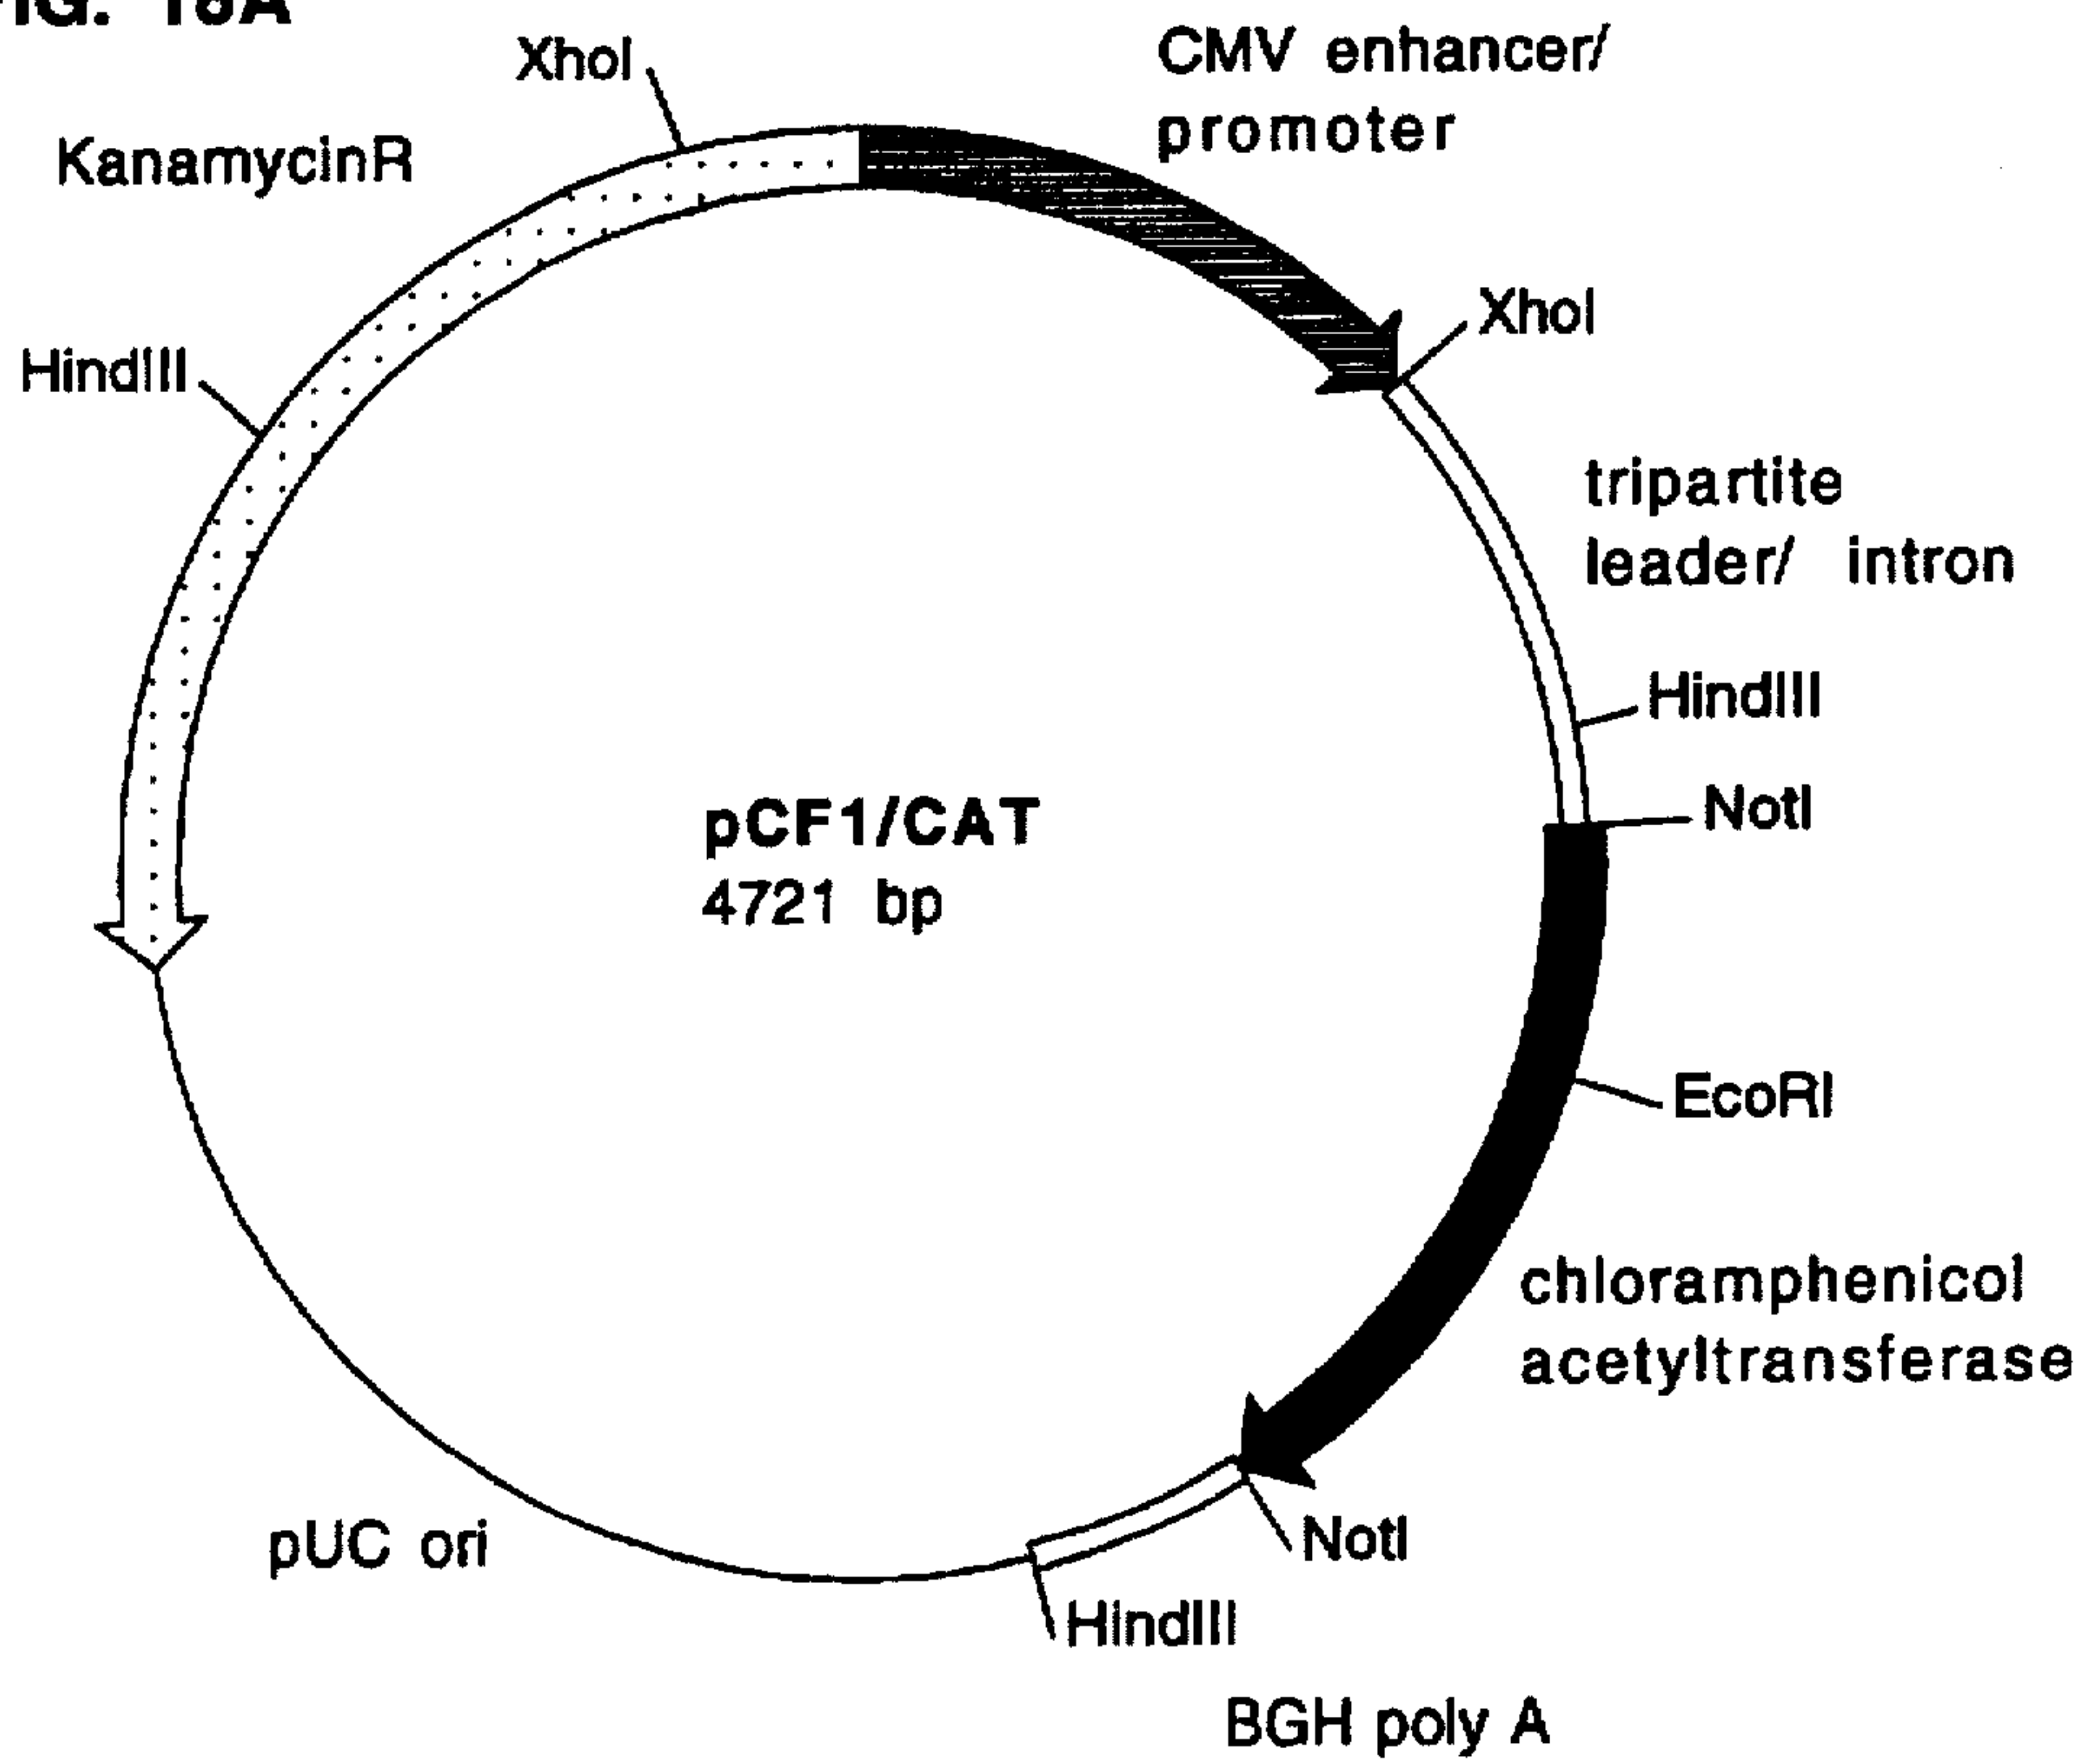 XhoI
CMV enhancer/
promoter
KanamycinR
XhoI
HindIII
tripartite
leader/ intron
HindIII
NotI
pCF1/CAT
4721 bp
EcoRI
chloramphenicol
acetyltransferase
pUC ori
NotI
HindIII
BGH poly A